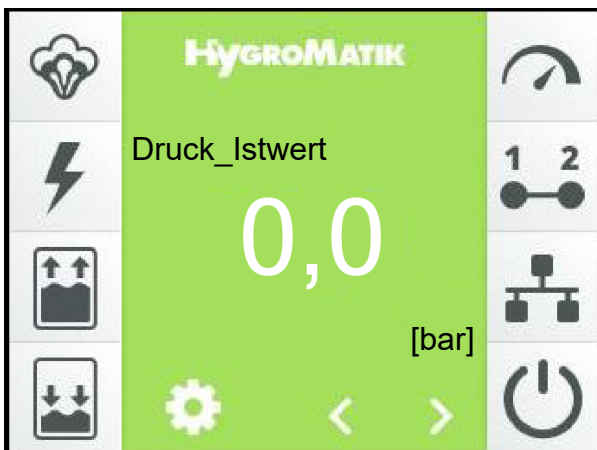 HYGROMATIK
Druck_Istwert
1 2
0,0
[bar]